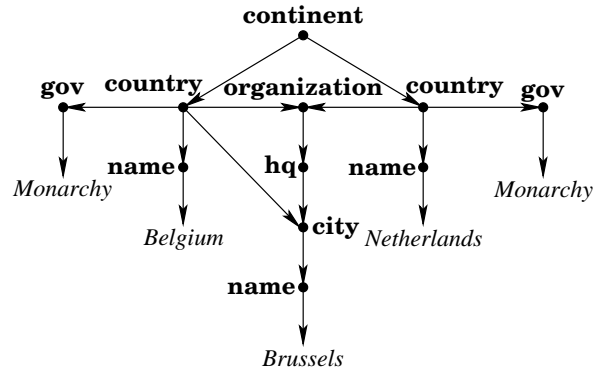 continent
gov country organization country gov
name hq name
Monarchy Monarchy
Belgium city Netherlands
name
Brussels